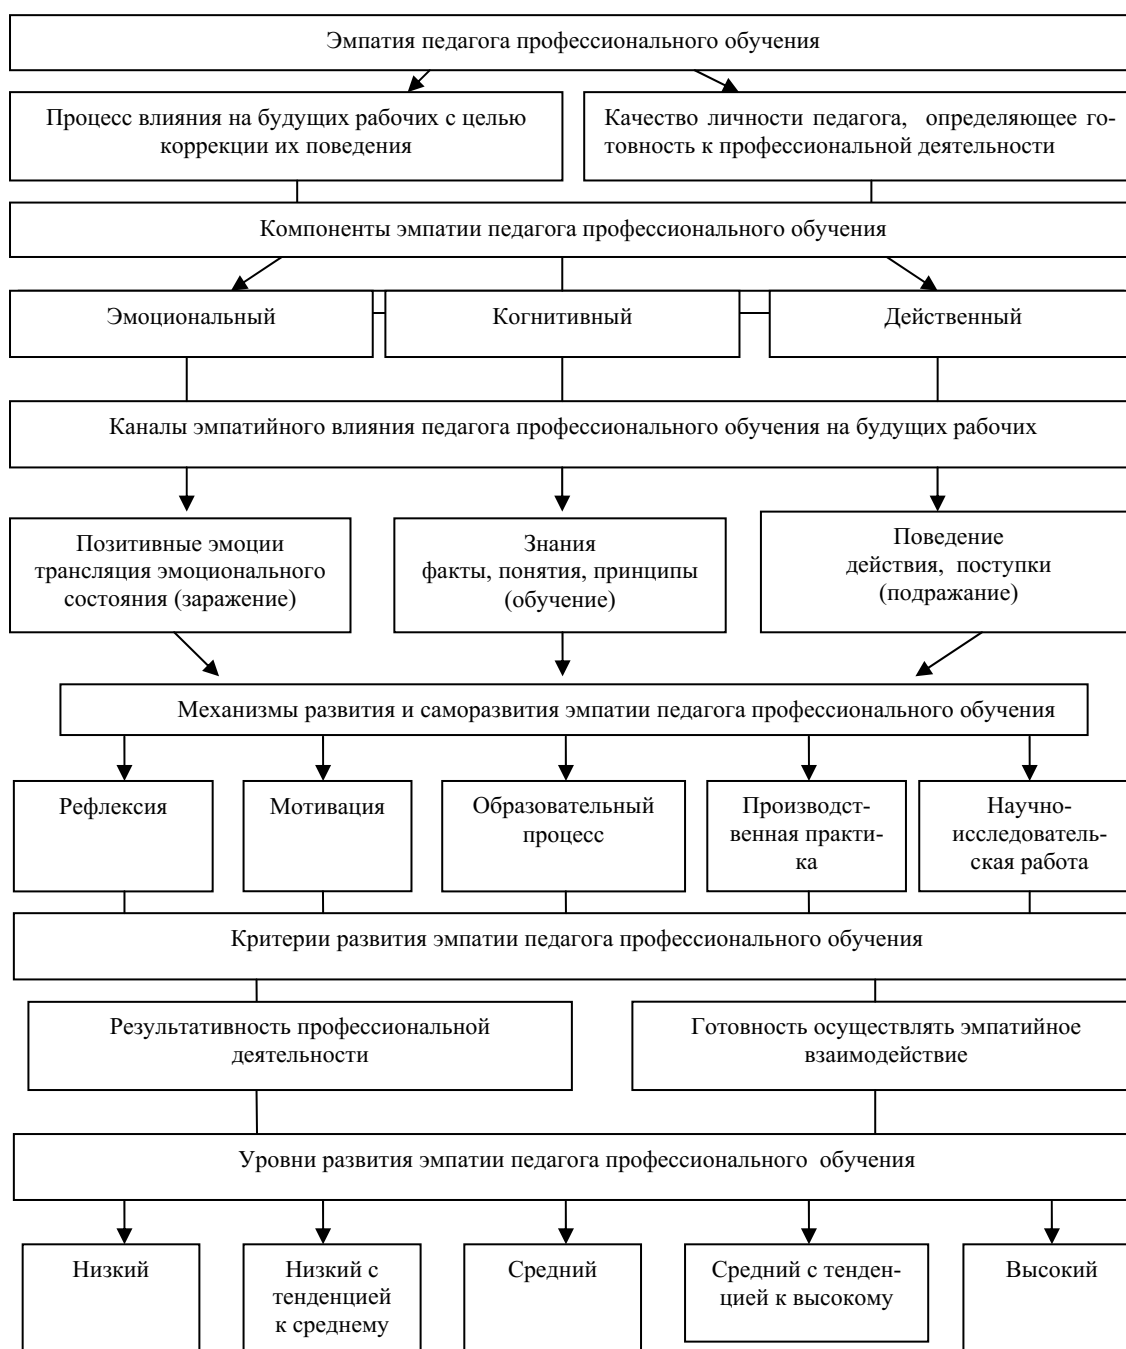 Эмпатия педагога профессионального обучения
Процесс влияния на будущих рабочих с целью
коррекции их поведения
Качество личности педагога, определяющее го-
товность к профессиональной деятельности
Компоненты эмпатии педагога профессионального обучения
Эмоциональный
Когнитивный
Действенный
Каналы эмпатийного влияния педагога профессионального обучения на будущих рабочих
Позитивные эмоции
трансляция эмоционального
состояния (заражение)
Знания
факты, понятия, принципы
(обучение)
Поведение
действия, поступки
(подражание)
Механизмы развития и саморазвития эмпатии педагога профессионального обучения
Рефлексия
Мотивация
Образовательный
процесс
Производст-
венная практи-
ка
Научно-
исследователь-
ская работа
Критерии развития эмпатии педагога профессионального обучения
Результативность профессиональной
деятельности
Готовность осуществлять эмпатийное
взаимодействие
Уровни развития эмпатии педагога профессионального обучения
Низкий
Низкий с
тенденцией
к среднему
Средний
Средний с тенден-
цией к высокому
Высокий